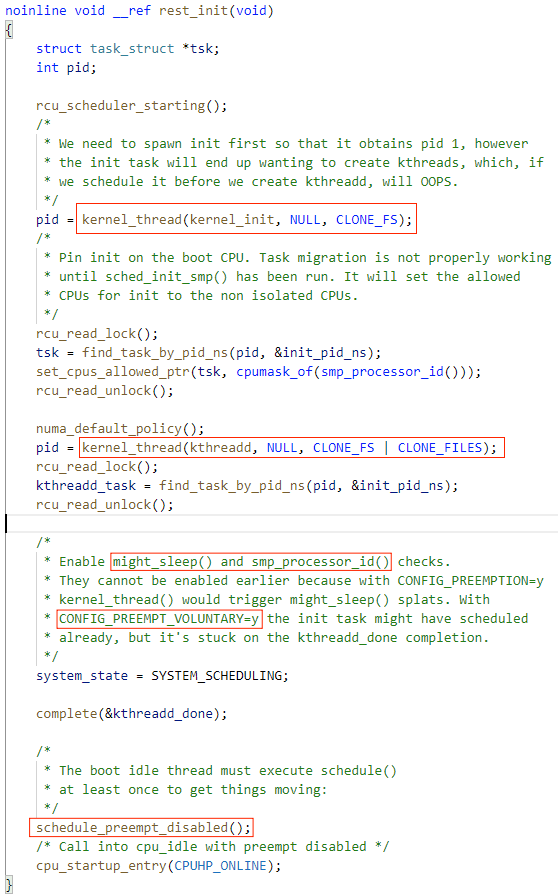 noinline void __ref rest_init(void)
{
    struct task_struct *tsk;
    int pid;

    rcu_scheduler_starting();
    /*
     * We need to spawn init first so that it obtains pid 1, however
     * the init task will end up wanting to create kthreads, which, if
     * we schedule it before we create kthreadd, will OOPS.
     */
    pid = kernel_thread(kernel_init, NULL, CLONE_FS);
    /*
     * Pin init on the boot CPU. Task migration is not properly working
     * until sched_init_smp() has been run. It will set the allowed
     * CPUs for init to the non isolated CPUs.
     */
    rcu_read_lock();
    tsk = find_task_by_pid_ns(pid, &init_pid_ns);
    set_cpus_allowed_ptr(tsk, cpumask_of(smp_processor_id()));
    rcu_read_unlock();

    numa_default_policy();
    pid = kernel_thread(kthreadd, NULL, CLONE_FS | CLONE_FILES);
    rcu_read_lock();
    kthreadd_task = find_task_by_pid_ns(pid, &init_pid_ns);
    rcu_read_unlock();

    /*
     * Enable might_sleep() and smp_processor_id() checks.
     * They cannot be enabled earlier because with CONFIG_PREEMPTION=y
     * kernel_thread() would trigger might_sleep() splats. With
     * CONFIG_PREEMPT_VOLUNTARY=y the init task might have scheduled
     * already, but it's stuck on the kthreadd_done completion.
     */
    system_state = SYSTEM_SCHEDULING;

    complete(&kthreadd_done);

    /*
     * The boot idle thread must execute schedule()
     * at least once to get things moving:
     */
    schedule_preempt_disabled();
    /* Call into cpu_idle with preempt disabled */
    cpu_startup_entry(CPUHP_ONLINE);
}